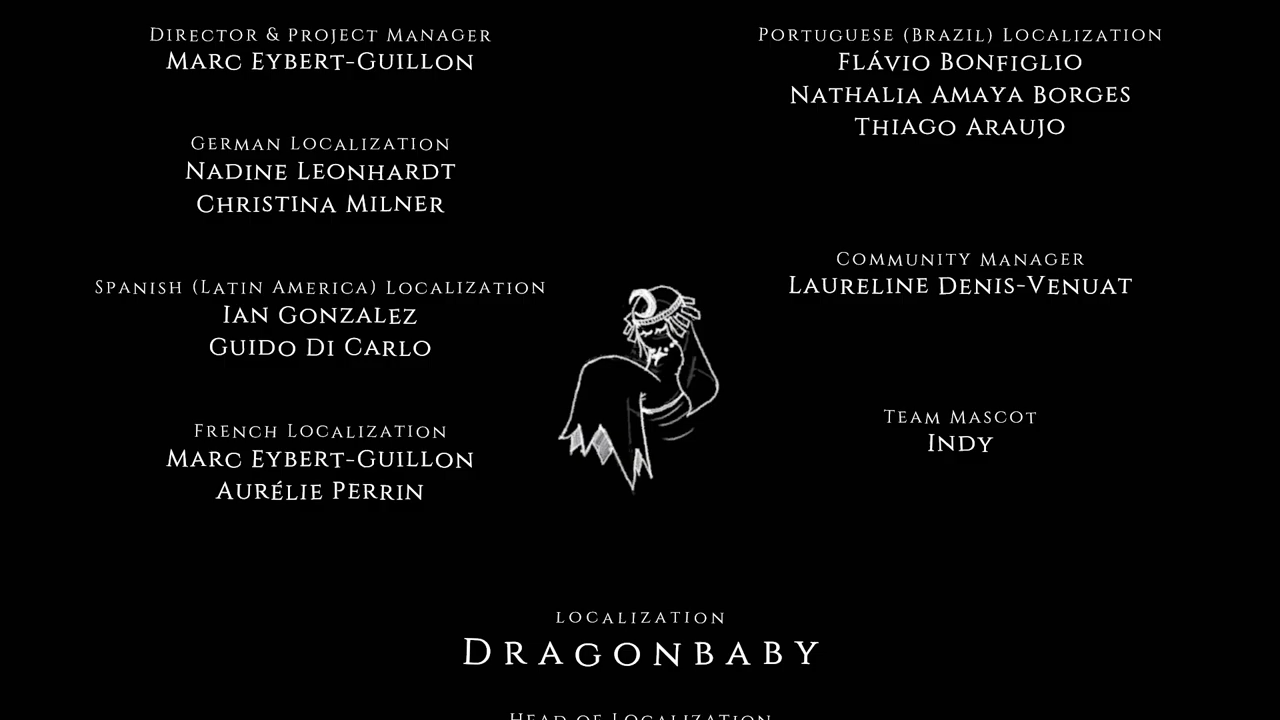 Director & Project Manager
Marc Eybert-Guillon
German Localization
Nadine Leonhardt
Christina Milner
Spanish (Latin America) Localization
Ian Gonzalez
Guido Di Carlo
French Localization
Marc Eybert-Guillon
Aurélie Perrin
Portuguese (Brazil) Localization
Flávio Bonfiglio
Nathalia Amaya Borges
Thiago Araujo
Community Manager
Laureline Denis-Venuat
Team Mascot
Indy
Localization
Dragonbaby
Head of Localization